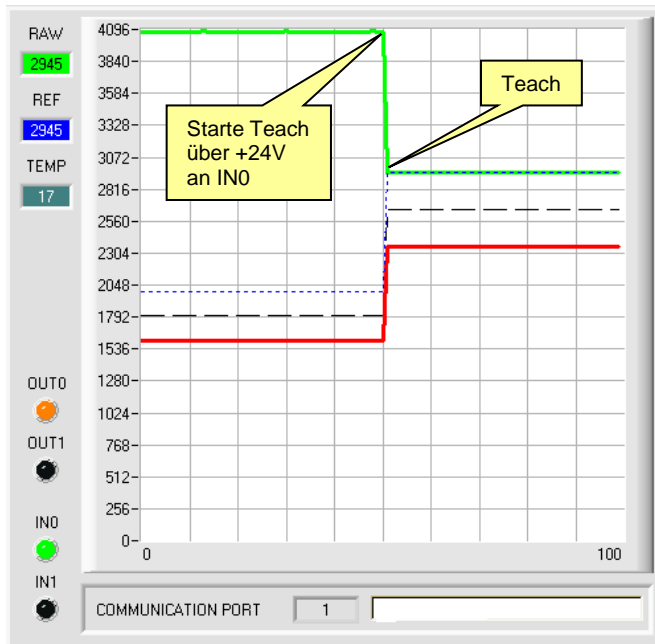 RAW
2945
REF
2945
TEMP
17
OUT0
OUT1
IN0
IN1
4096
3840
3584
3328
3072
2816
2560
2304
2048
1792
1536
1280
1024
768
512
256
0
0
100
Starte Teach
über +24V
an IN0
Teach
COMMUNICATION PORT 1